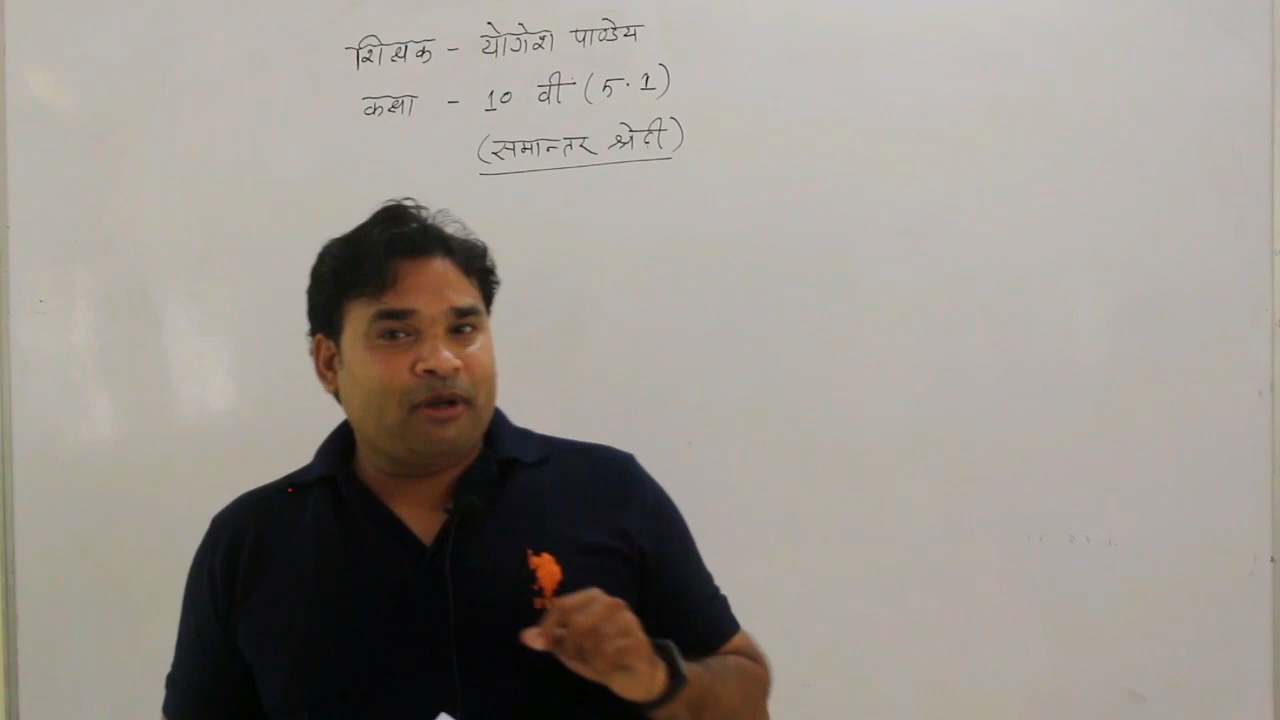 शिक्षक - योगेश पाण्डेय
कक्षा - 10 वीं (5.1)
(समान्तर श्रेढ़ी)